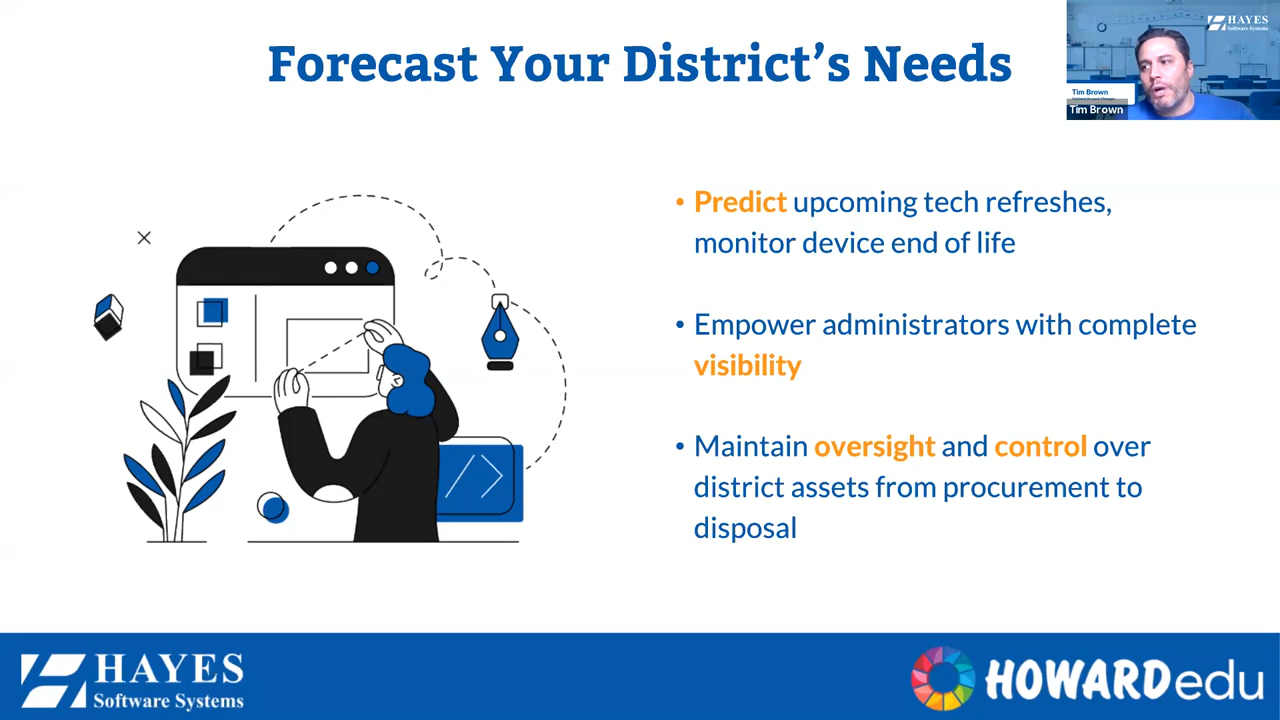 Forecast Your District's Needs
HAYES
Software Systems
Tim Brown
Tim Brown
• Predict upcoming tech refreshes,
monitor device end of life
• Empower administrators with complete
visibility
• Maintain oversight and control over
district assets from procurement to
disposal
HAYES
Software Systems
HOWARDedu